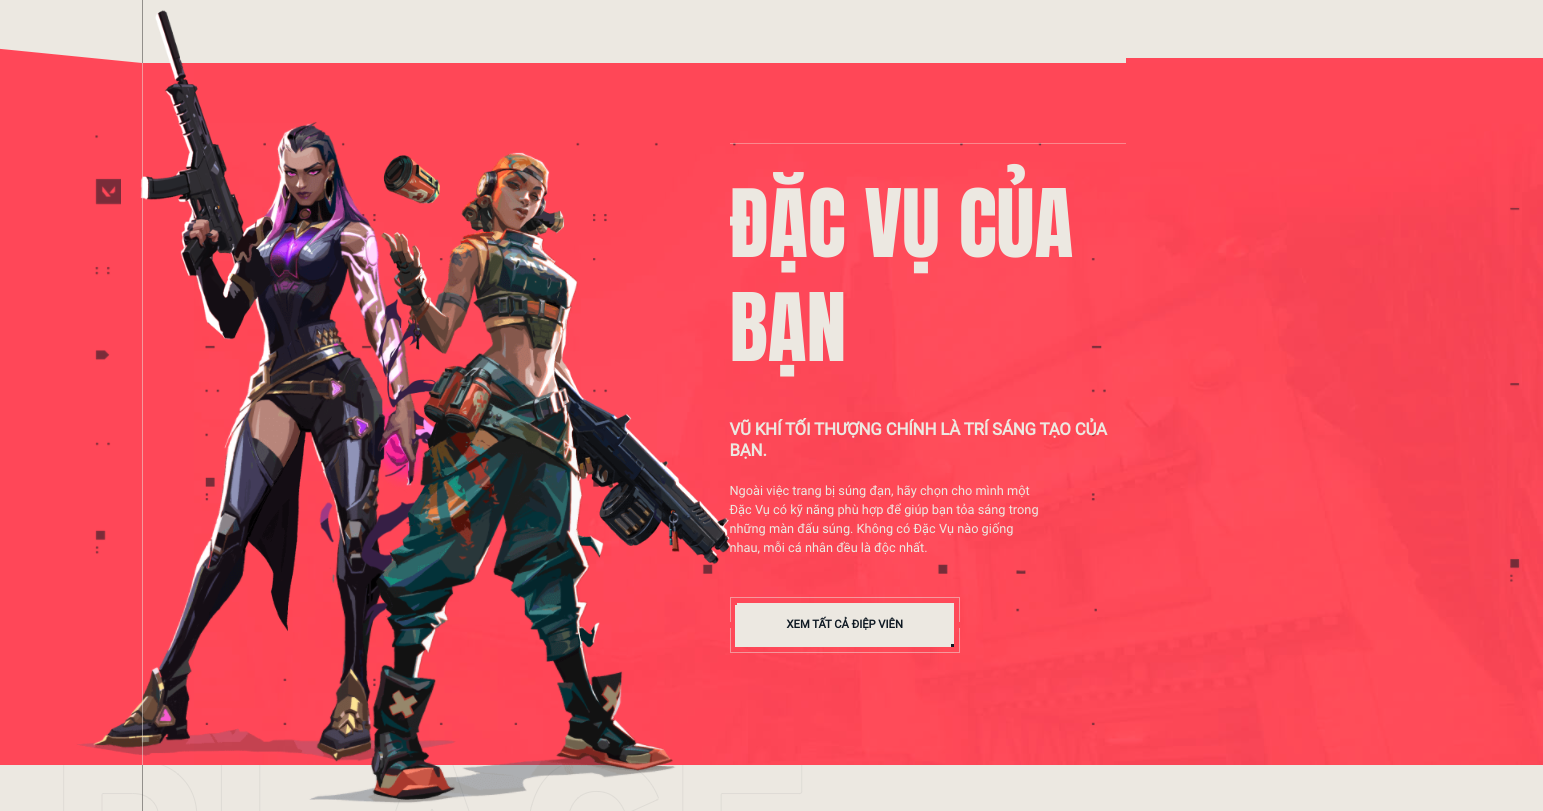 ĐẶC VỤ CỦA
BẠN
VŨ KHÍ TỐI THƯỢNG CHÍNH LÀ TRÍ SÁNG TẠO CỦA
BẠN.
Ngoài việc trang bị súng đạn, hãy chọn cho mình một
Đặc Vụ có kỹ năng phù hợp để giúp bạn tỏa sáng trong
những màn đấu súng. Không có Đặc Vụ nào giống
nhau, mỗi cá nhân đều là độc nhất.
XEM TẤT CẢ ĐIỆP VIÊN